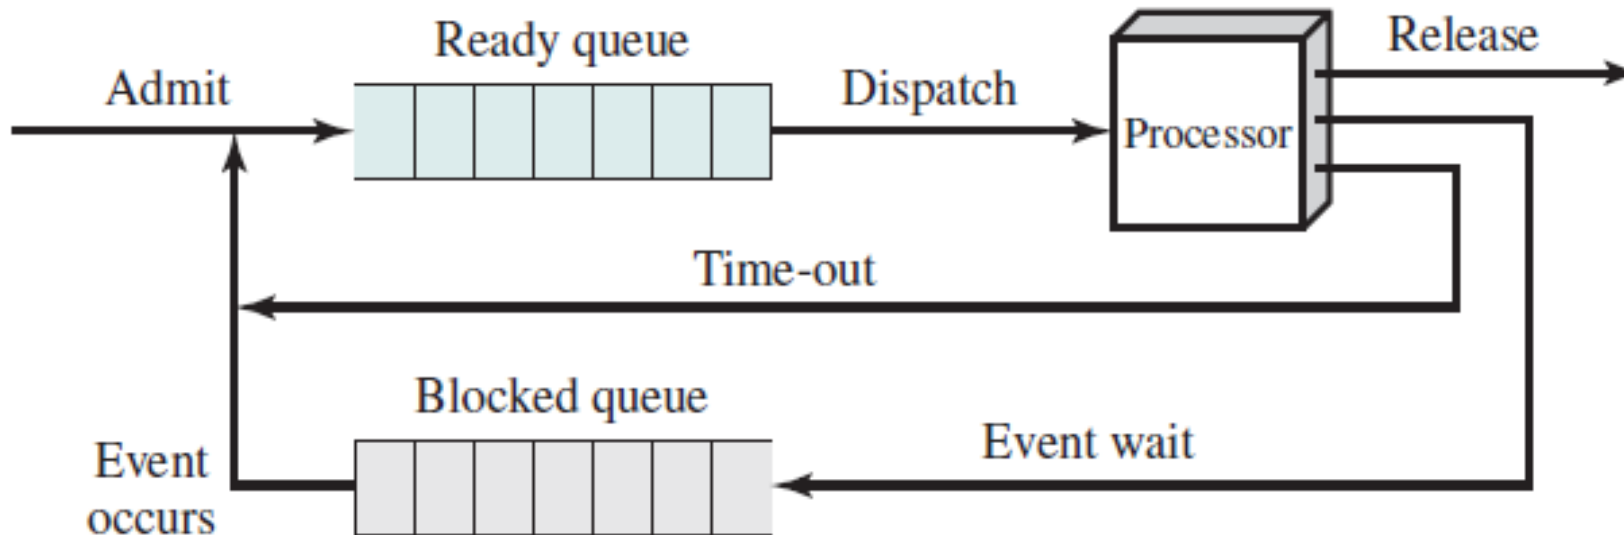 Ready queue
Release
Admit
Dispatch
Processor
Time-out
Blocked queue
Event wait
Event
occurs